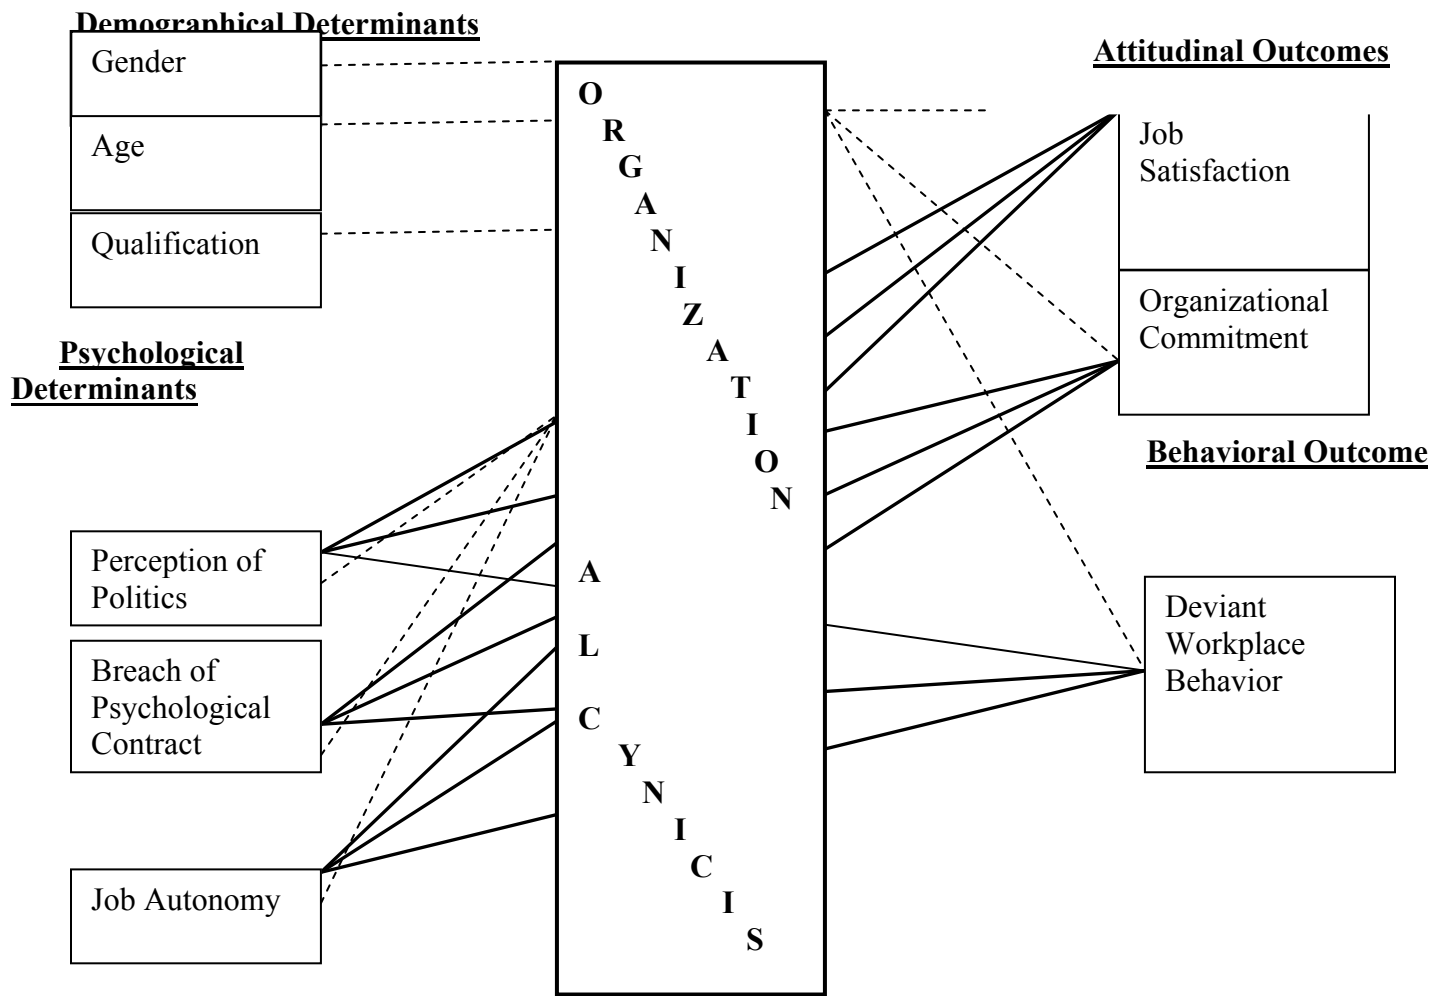 Demographical Determinants
Gender
Age
Qualification
Psychological
Determinants
Perception of
Politics
Breach of
Psychological
Contract
Job Autonomy
O
R
G
A
N
I
Z
A
T
I
O
N
A
L
C
Y
N
I
C
I
S
Attitudinal Outcomes
Job
Satisfaction
Organizational
Commitment
Behavioral Outcome
Deviant
Workplace
Behavior